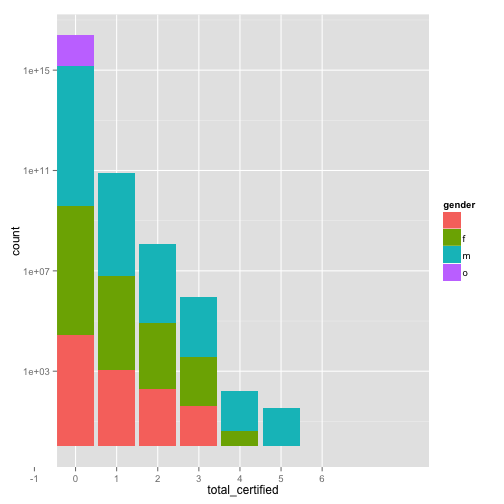 1e+15
1e+11
1e+07
1e+03
count
-1 0 1 2 3 4 5 6
total_certified
gender
f
m
o